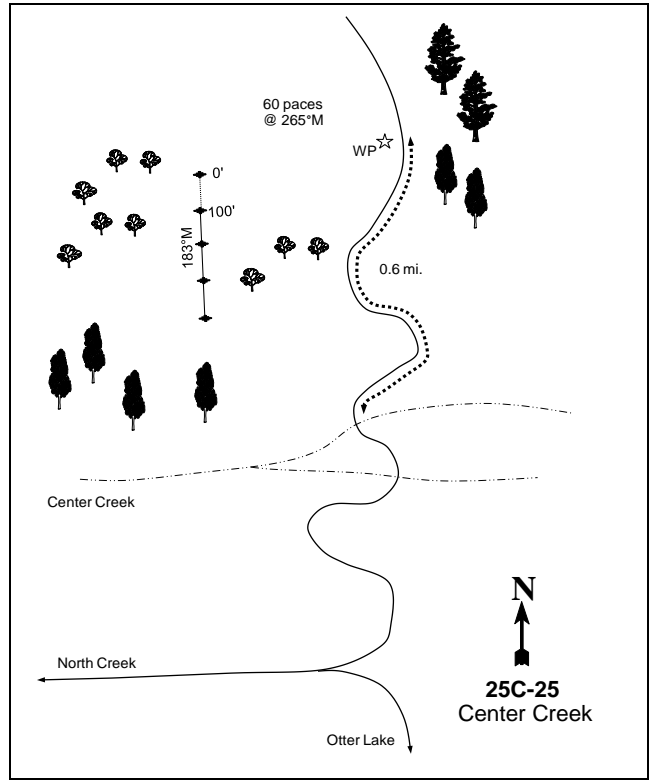 60 paces
@ 265°M
WP
0'
100'
183°M
0.6 mi.
Center Creek
N
North Creek
25C-25
Center Creek
Otter Lake